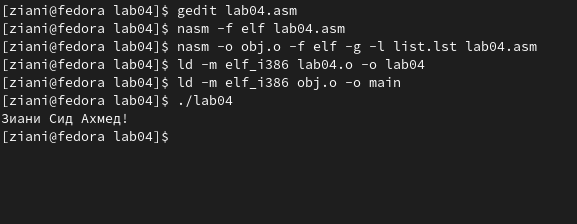 [ziani@fedora lab04]$ gedit lab04.asm
[ziani@fedora lab04]$ nasm -f elf lab04.asm
[ziani@fedora lab04]$ nasm -o obj.o -f elf -g -l list.lst lab04.asm
[ziani@fedora lab04]$ ld -m elf_i386 lab04.o -o lab04
[ziani@fedora lab04]$ ld -m elf_i386 obj.o -o main
[ziani@fedora lab04]$ ./lab04
Зиани Сид Ахмед!
[ziani@fedora lab04]$